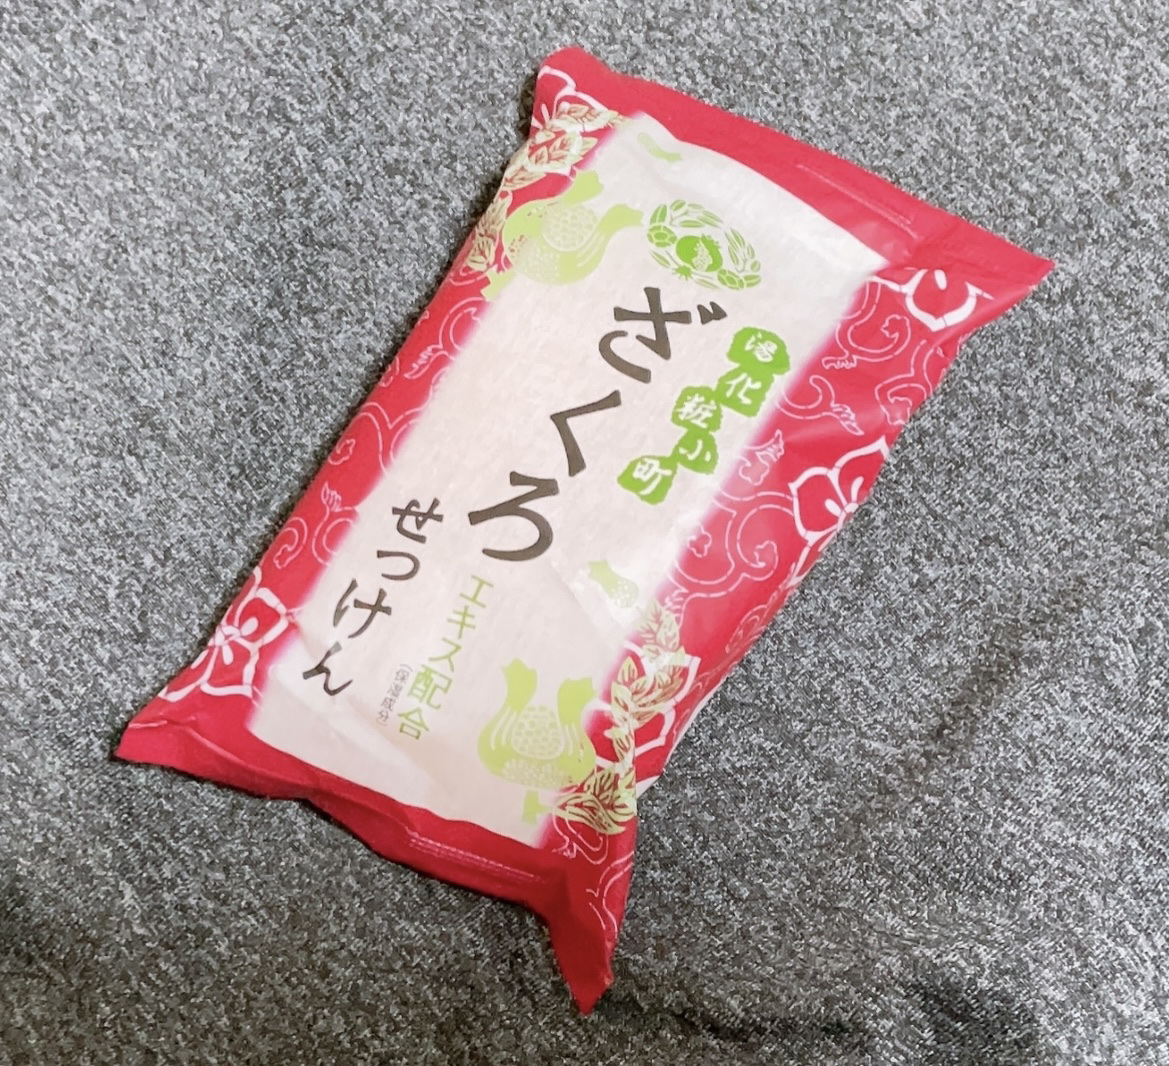 湯化粧小町
ざくろ
エキス配合
(保湿成分)
せっけん